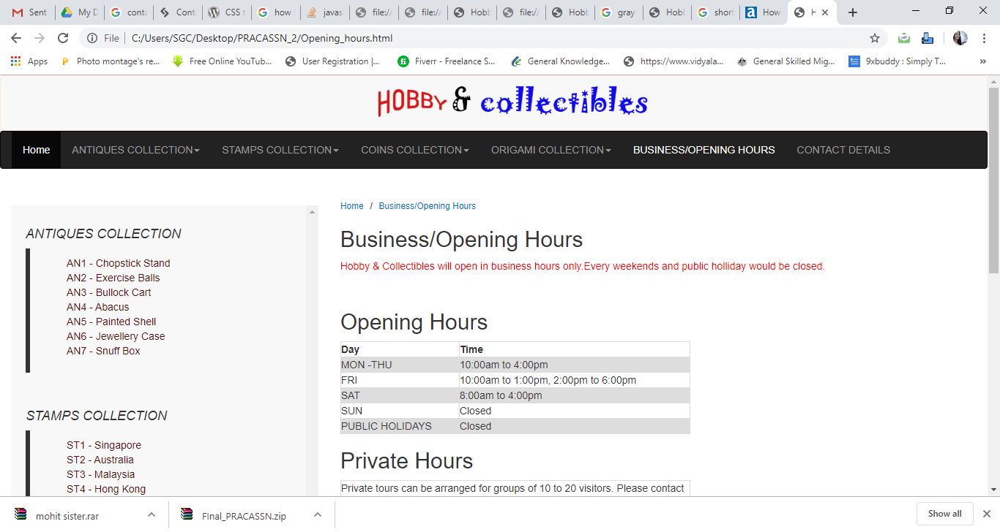 Sent
My D
conta
Cont
CSS t
how
javas
file:/
file:/
Hobb
file:/
Hobb
gray
Hobb
short
How
H
File
C:/Users/SGC/Desktop/PRACASSN_2/Opening_hours.html
Apps
Photo montage's re...
Free Online YouTub...
User Registration |...
Fiverr - Freelance S...
General Knowledge...
https://www.vidyala...
General Skilled Mig...
9xbuddy : Simply T...
»
HOBBY & collectibles
Home ANTIQUES COLLECTION STAMPS COLLECTION COINS COLLECTION ORIGAMI COLLECTION BUSINESS/OPENING HOURS CONTACT DETAILS
ANTIQUES COLLECTION
AN1 - Chopstick Stand
AN2 - Exercise Balls
AN3 - Bullock Cart
AN4 - Abacus
AN5 - Painted Shell
AN6 - Jewellery Case
AN7 - Snuff Box
STAMPS COLLECTION
ST1 - Singapore
ST2 - Australia
ST3 - Malaysia
ST4 - Hong Kong
Home / Business/Opening Hours
Business/Opening Hours
Hobby & Collectibles will open in business hours only.Every weekends and public holliday would be closed.
Opening Hours
Day Time
MON -THU 10:00am to 4:00pm
FRI 10:00am to 1:00pm, 2:00pm to 6:00pm
SAT 8:00am to 4:00pm
SUN Closed
PUBLIC HOLIDAYS Closed
Private Hours
Private tours can be arranged for groups of 10 to 20 visitors. Please contact
mohit sister.rar
FInal_PRACASSN.zip
Show all